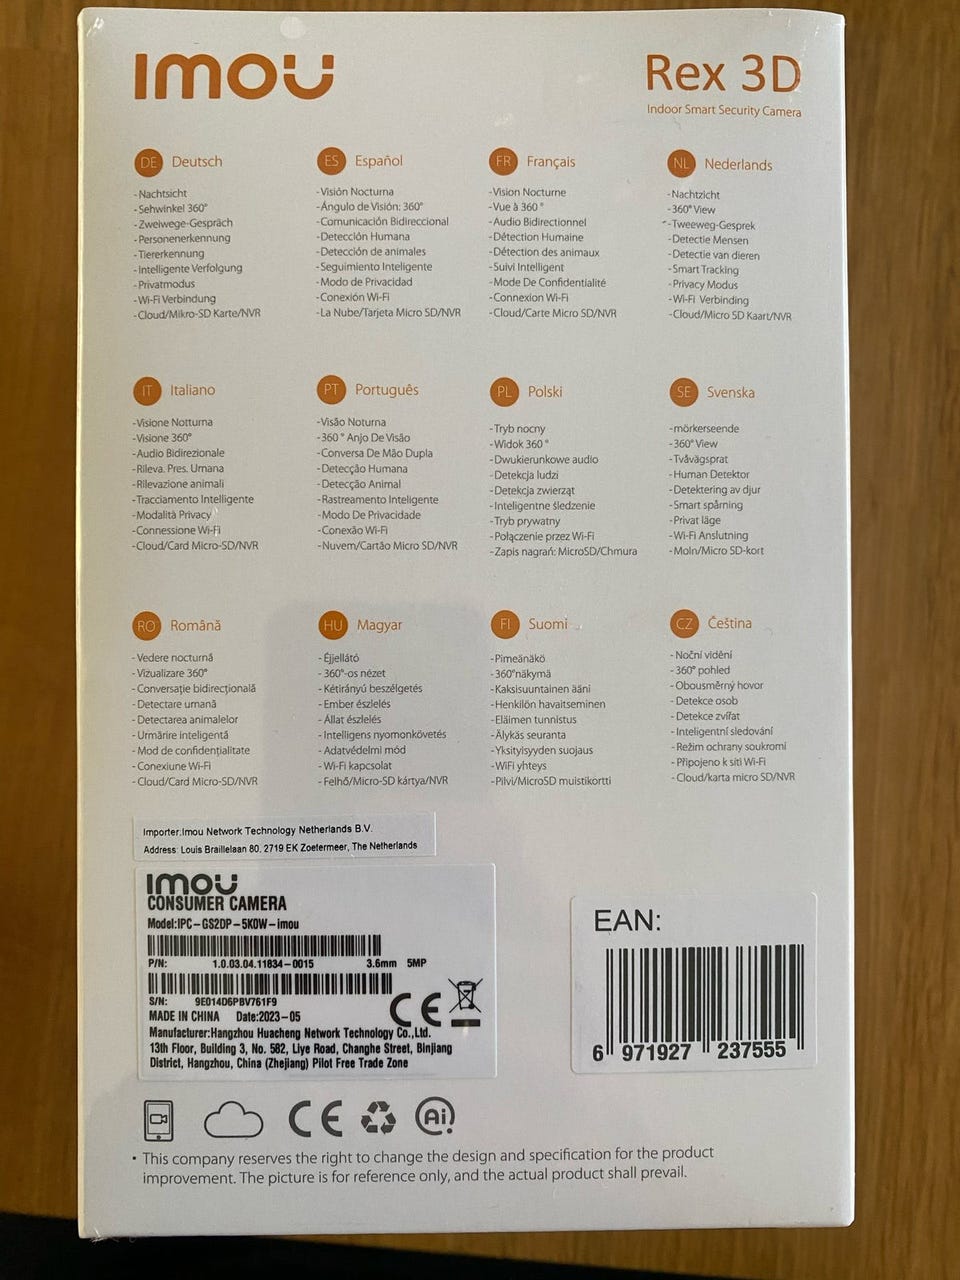 imou
Rex 3D
Indoor Smart Security Camera
DE Deutsch
-Nachtsicht
-Sehwinkel 360°
-Zweiwege-Gespräch
-Personenerkennung
-Tiererkennung
-Intelligente Verfolgung
-Privatmodus
-Wi-Fi Verbindung
-Cloud/Mikro-SD Karte/NVR
ES Español
-Visión Nocturna
-Ángulo de Visión: 360°
-Comunicación Bidireccional
-Detección Humana
-Detección de animales
-Seguimiento Inteligente
-Modo de Privacidad
-Conexión Wi-Fi
-La Nube/Tarjeta Micro SD/NVR
FR Français
-Vision Nocturne
-Vue à 360 °
-Audio Bidirectionnel
-Détection Humaine
-Détection des animaux
-Suivi Intelligent
-Mode De Confidentialité
-Connexion Wi-Fi
-Cloud/Carte Micro SD/NVR
NL Nederlands
-Nachtzicht
-360° View
-Tweeweg-Gesprek
-Detectie Mensen
-Detectie van dieren
-Smart Tracking
-Privacy Modus
-Wi-Fi Verbinding
-Cloud/Micro SD Kaart/NVR
IT Italiano
-Visione Notturna
-Visione 360°
-Audio Bidirezionale
-Rileva. Pres. Umana
-Rilevazione animali
-Tracciamento Intelligente
-Modalità Privacy
-Connessione Wi-Fi
-Cloud/Card Micro-SD/NVR
PT Português
-Visão Noturna
-360 ° Anjo De Visão
-Conversa De Mão Dupla
-Detecção Humana
-Detecção Animal
-Rastreamento Inteligente
-Modo De Privacidade
-Conexão Wi-Fi
-Nuvem/Cartão Micro SD/NVR
PL Polski
-Tryb nocny
-Widok 360 °
-Dwukierunkowe audio
-Detekcja ludzi
-Detekcja zwierząt
-Inteligentne śledzenie
-Tryb prywatny
-Połączenie przez Wi-Fi
-Zapis nagrań: MicroSD/Chmura
SE Svenska
-mörkerseende
-360° View
-Tvåvägsprat
-Human Detektor
-Detektering av djur
-Smart spårning
-Privat läge
-Wi-Fi Anslutning
-Moln/Micro SD-kort
RO Română
- Vedere nocturnă
- Vizualizare 360°
- Conversație bidirecțională
- Detectare umană
- Detectarea animalelor
- Urmărire inteligentă
- Mod de confidențialitate
- Conexiune Wi-Fi
- Cloud/Card Micro-SD/NVR
HU Magyar
- Éjjellátó
- 360°-os nézet
- Kétirányú beszélgetés
- Ember észlelés
- Állat észlelés
- Intelligens nyomonkövetés
- Adatvédelmi mód
- Wi-Fi kapcsolat
- Felhő/Micro-SD kártya/NVR
FI Suomi
-Pimeänäkö
-360°näkymä
-Kaksisuuntainen ääni
-Henkilön havaitseminen
-Eläimen tunnistus
-Älykäs seuranta
-Yksityisyyden suojaus
-WiFi yhteys
-Pilvi/MicroSD muistikortti
CZ Čeština
- Noční vidění
- 360° pohled
- Obousměrný hovor
- Detekce osob
- Detekce zvířat
- Inteligentní sledování
- Režim ochrany soukromí
- Připojeno k síti Wi-Fi
- Cloud/karta micro SD/NVR
Importer:Imou Network Technology Netherlands B.V.
Address: Louis Braillelaan 80, 2719 EK Zoetermeer, The Netherlands
imou
CONSUMER CAMERA
Model:IPC-GS2DP-5K0W-imou
P/N: 1.0.03.04.11834-0015 3.6mm 5MP
S/N: 9E014D6PBV761F9
MADE IN CHINA Date:2023-05
CE
Manufacturer:Hangzhou Huacheng Network Technology Co.,Ltd.
13th Floor, Building 3, No. 582, Liye Road, Changhe Street, Binjiang
District, Hangzhou, China (Zhejiang) Pilot Free Trade Zone
EAN:
6 971927 237555
CE
Ai
• This company reserves the right to change the design and specification for the product
improvement. The picture is for reference only, and the actual product shall prevail.